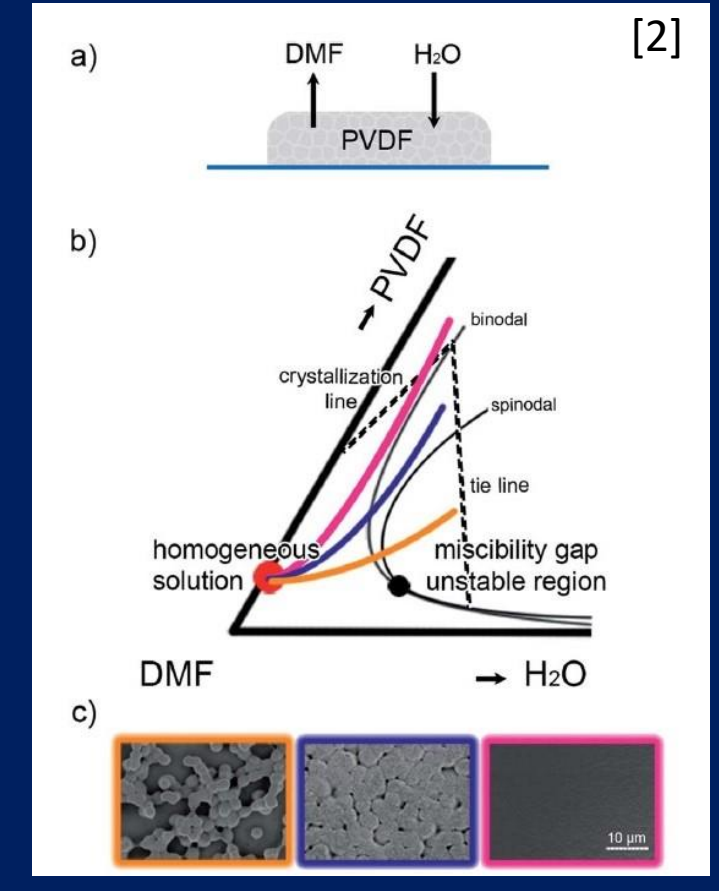 [2]
a)
DMF
H₂O
PVDF
b)
→ PVDF
binodal
crystallization
line
spinodal
tie line
homogeneous
solution
miscibility gap
unstable region
DMF
→ H₂O
c)
10 µm